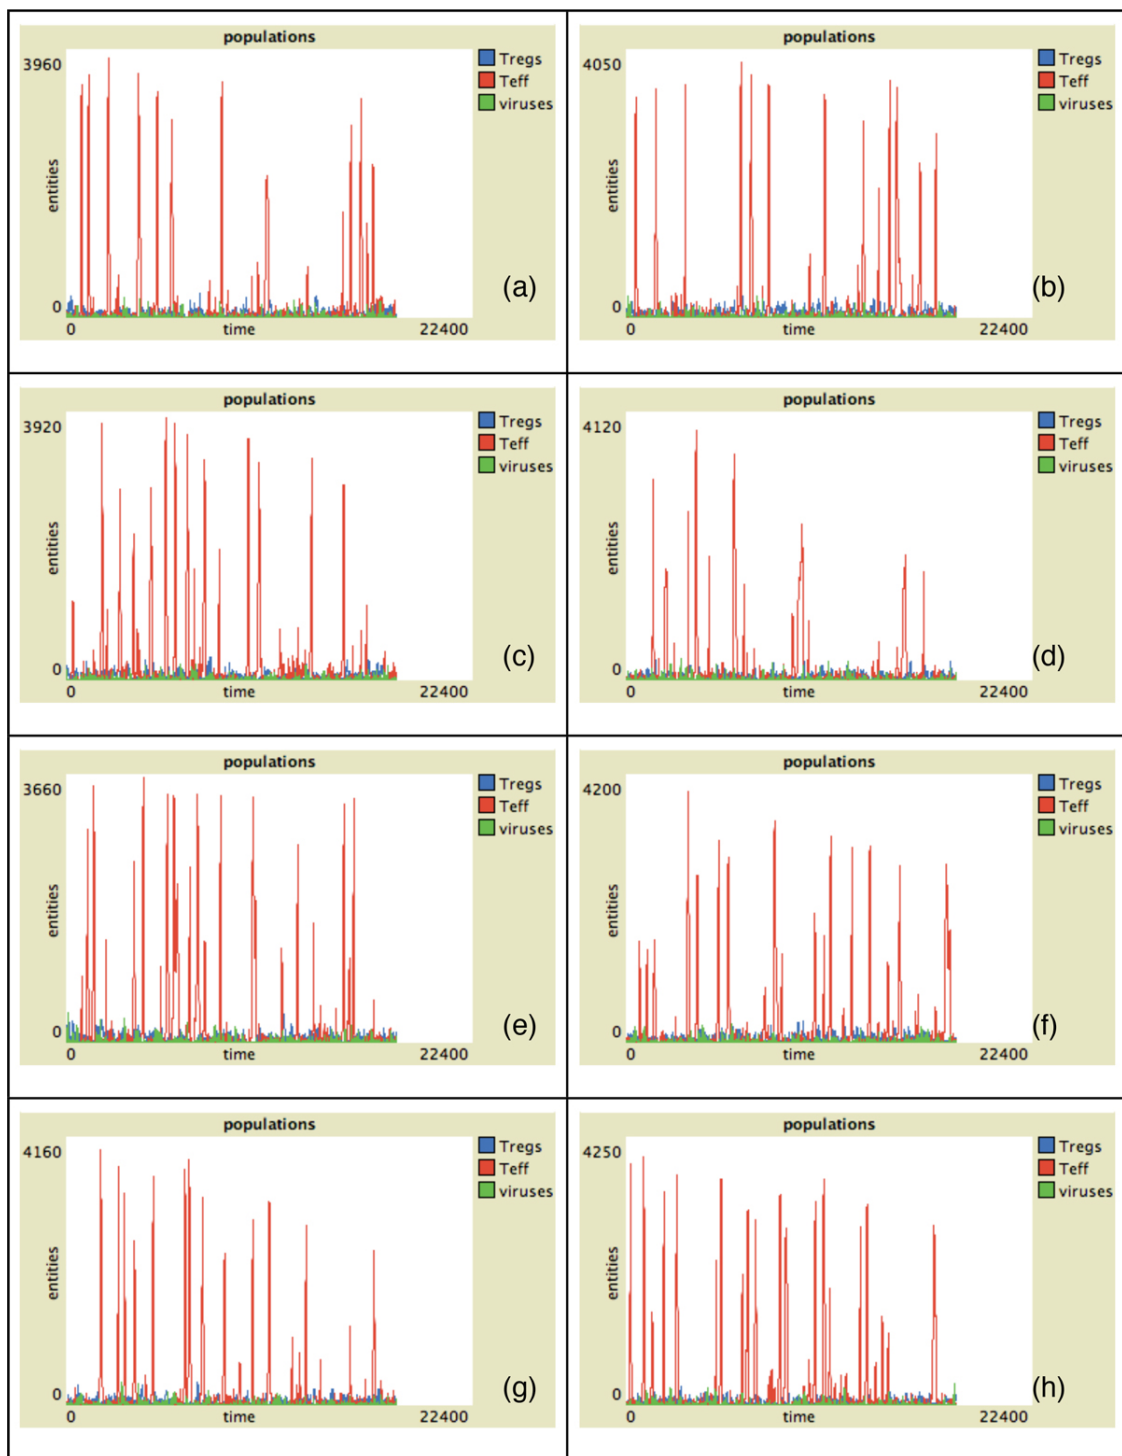 populations
3960
Tregs
Teff
viruses
entities
(a)
0
0
time
22400
populations
4050
Tregs
Teff
viruses
entities
(b)
0
0
time
22400
populations
3920
Tregs
Teff
viruses
entities
(c)
0
0
time
22400
populations
4120
Tregs
Teff
viruses
entities
(d)
0
0
time
22400
populations
3660
Tregs
Teff
viruses
entities
(e)
0
0
time
22400
populations
4200
Tregs
Teff
viruses
entities
(f)
0
0
time
22400
populations
4160
Tregs
Teff
viruses
entities
(g)
0
0
time
22400
populations
4250
Tregs
Teff
viruses
entities
(h)
0
0
time
22400